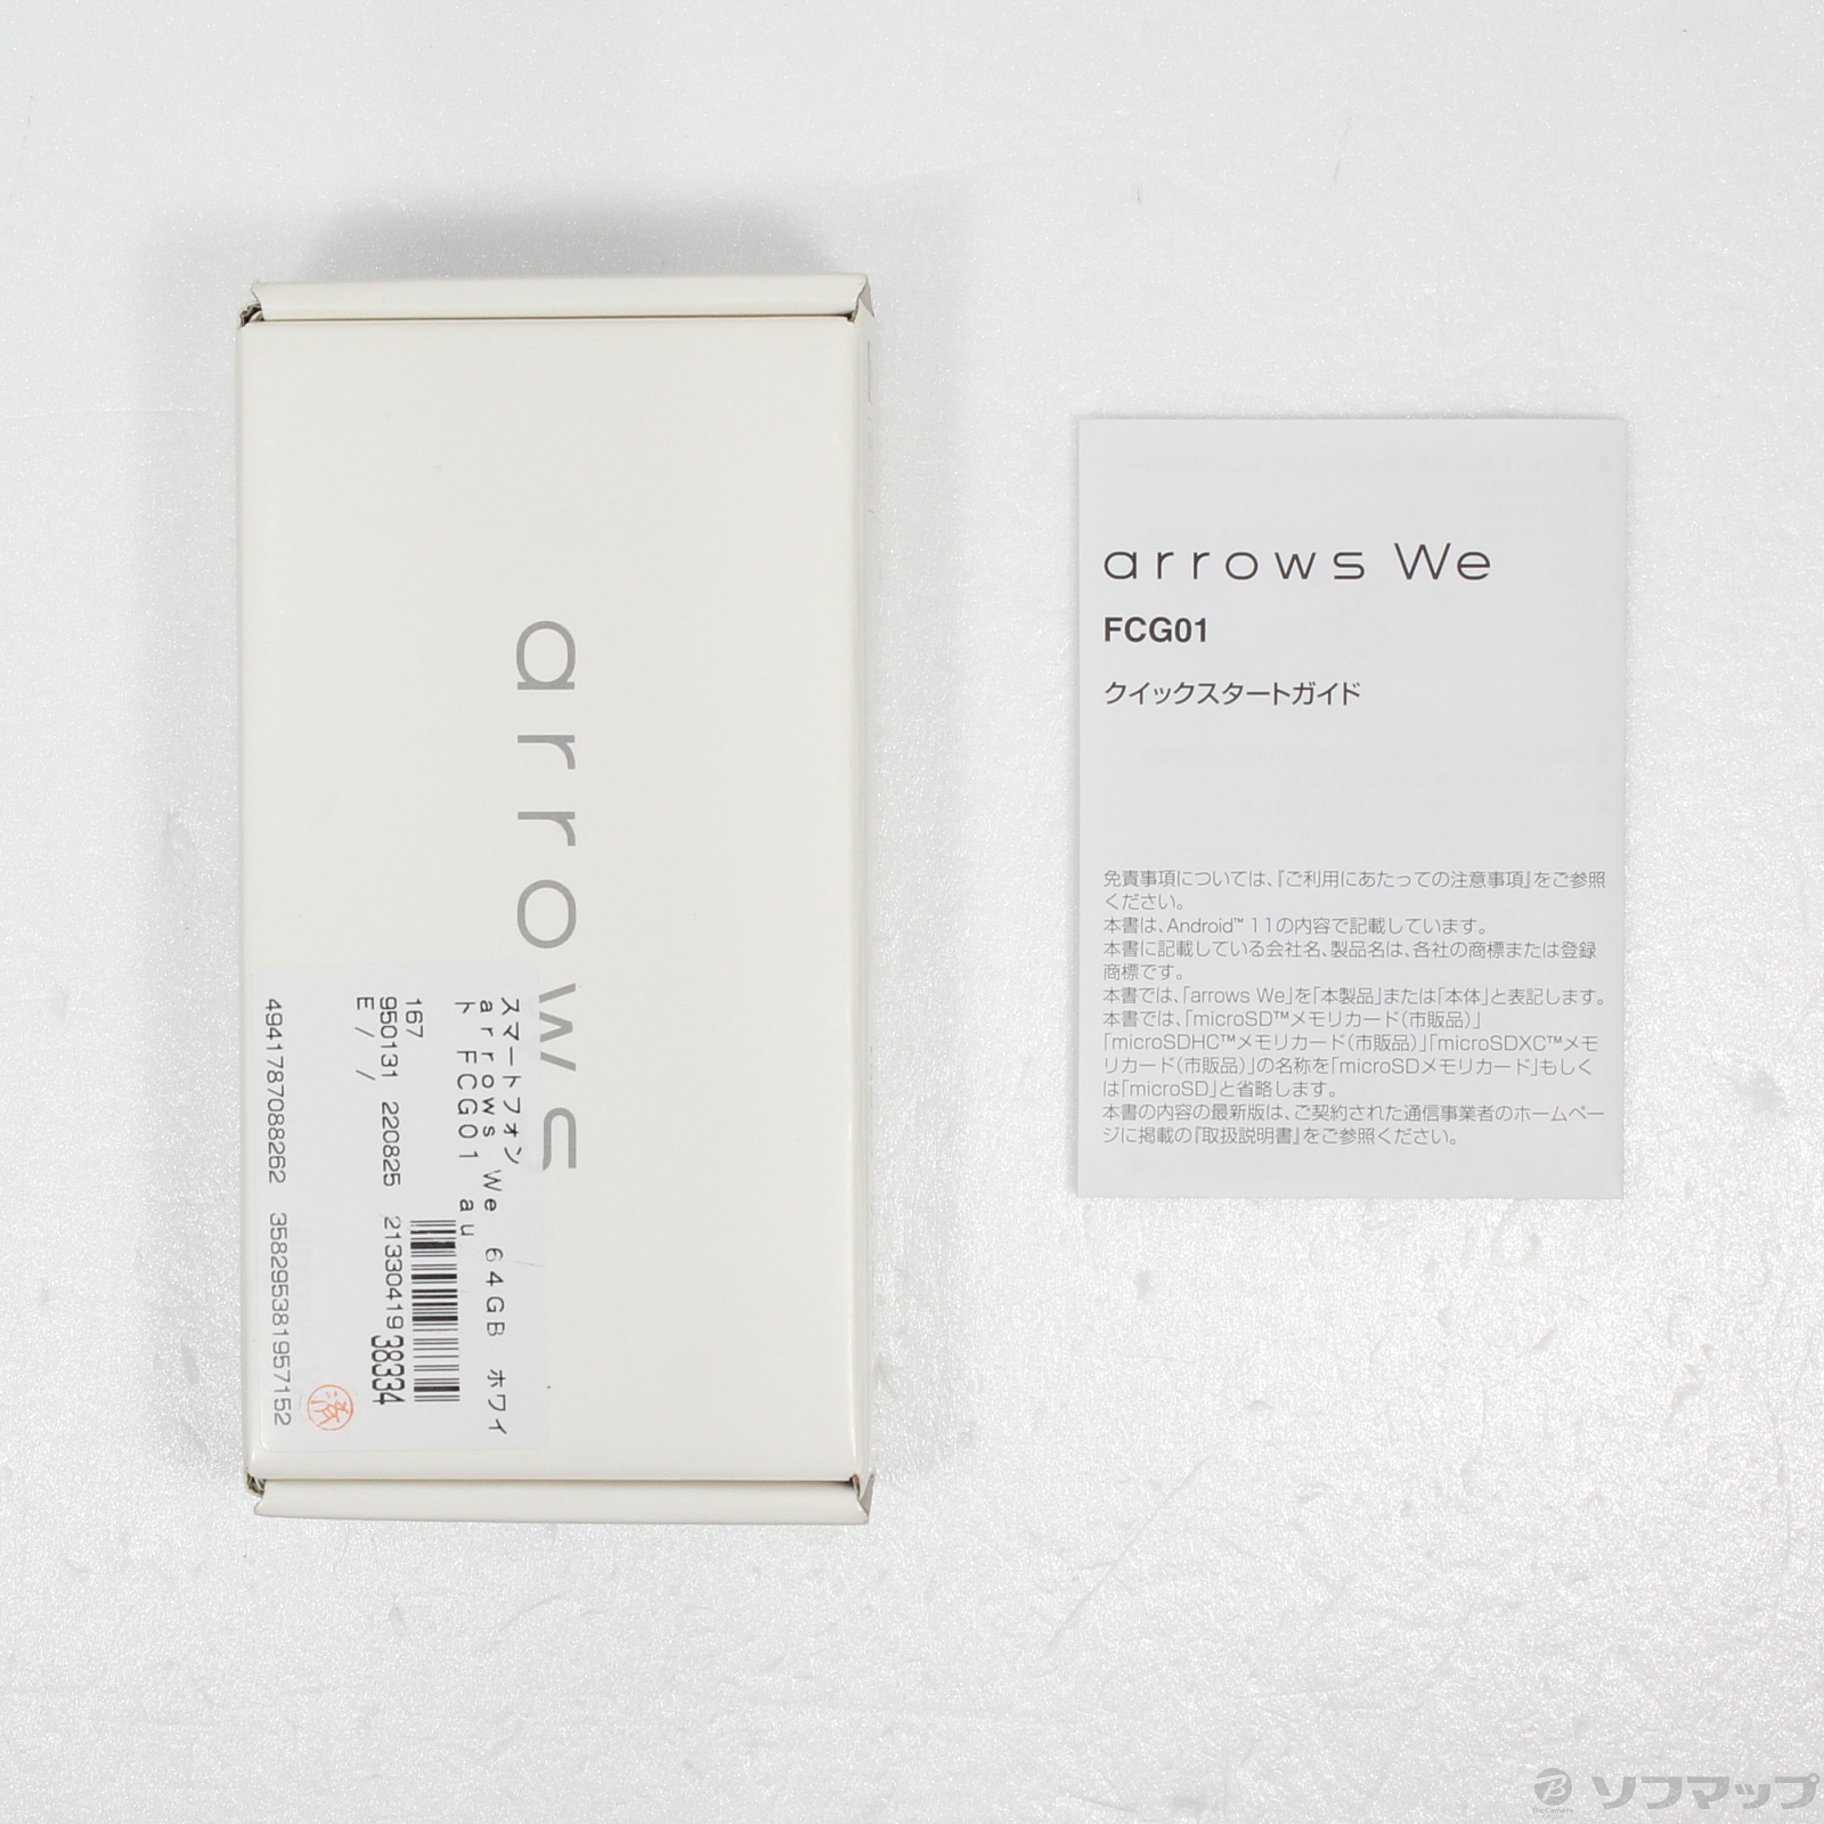 arrows
スマートフォン
arrows We 64GB ホワイ
ト FCG01 au
167
950131 220825 2133041938334
E / /
4941787088262 358295381957152
済
arrows We
FCG01
クイックスタートガイド
免責事項については、『ご利用にあたっての注意事項』をご参照
ください。
本書は、Android™ 11の内容で記載しています。
本書に記載している会社名、製品名は、各社の商標または登録
商標です。
本書では、「arrows We」を「本製品」または「本体」と表記します。
本書では、「microSD™メモリカード(市販品)」
「microSDHC™メモリカード(市販品)」「microSDXC™メモ
リカード(市販品)」の名称を「microSDメモリカード」もしく
は「microSD」と省略します。
本書の内容の最新版は、ご契約された通信事業者のホームペー
ジに掲載の『取扱説明書』をご参照ください。
ソフマップ